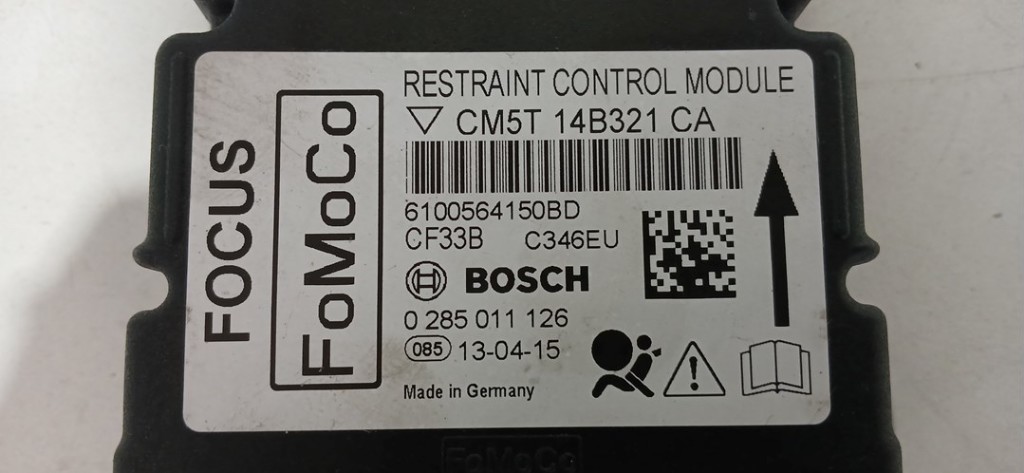 FOCUS
FoMoCo
RESTRAINT CONTROL MODULE
CM5T 14B321 CA
6100564150BD
CF33B C346EU
BOSCH
0 285 011 126
085 13-04-15
Made in Germany
FoMoCo